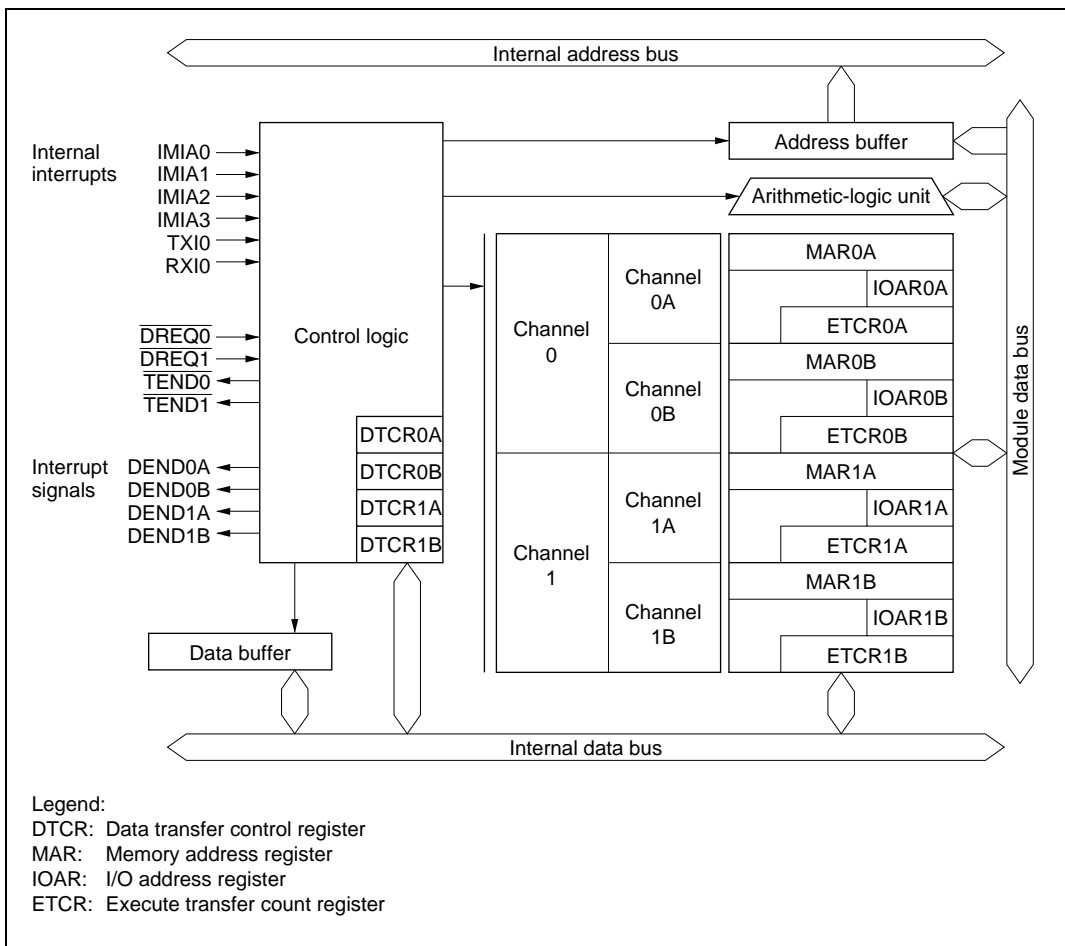 Internal address bus
Internal
interrupts
IMIA0
IMIA1
IMIA2
IMIA3
TXI0
RXI0
DREQ0
DREQ1
TEND0
TEND1
Interrupt
signals
DEND0A
DEND0B
DEND1A
DEND1B
Control logic
DTCR0A
DTCR0B
DTCR1A
DTCR1B
Data buffer
Address buffer
Arithmetic-logic unit
Channel
0
Channel
0A
Channel
0B
Channel
1
Channel
1A
Channel
1B
MAR0A
IOAR0A
ETCR0A
MAR0B
IOAR0B
ETCR0B
MAR1A
IOAR1A
ETCR1A
MAR1B
IOAR1B
ETCR1B
Module data bus
Internal data bus
Legend:
DTCR: Data transfer control register
MAR: Memory address register
IOAR: I/O address register
ETCR: Execute transfer count register